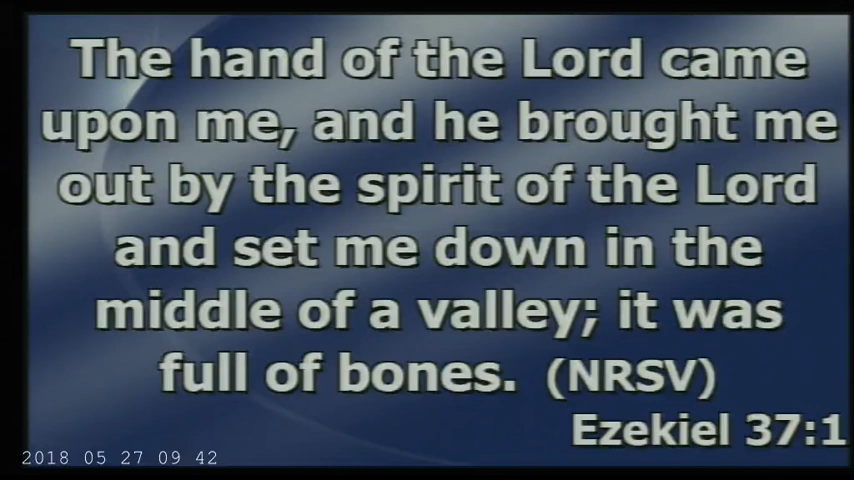 The hand of the Lord came
upon me, and he brought me
out by the spirit of the Lord
and set me down in the
middle of a valley; it was
full of bones. (NRSV)
Ezekiel 37:1
2018 05 27 09 42